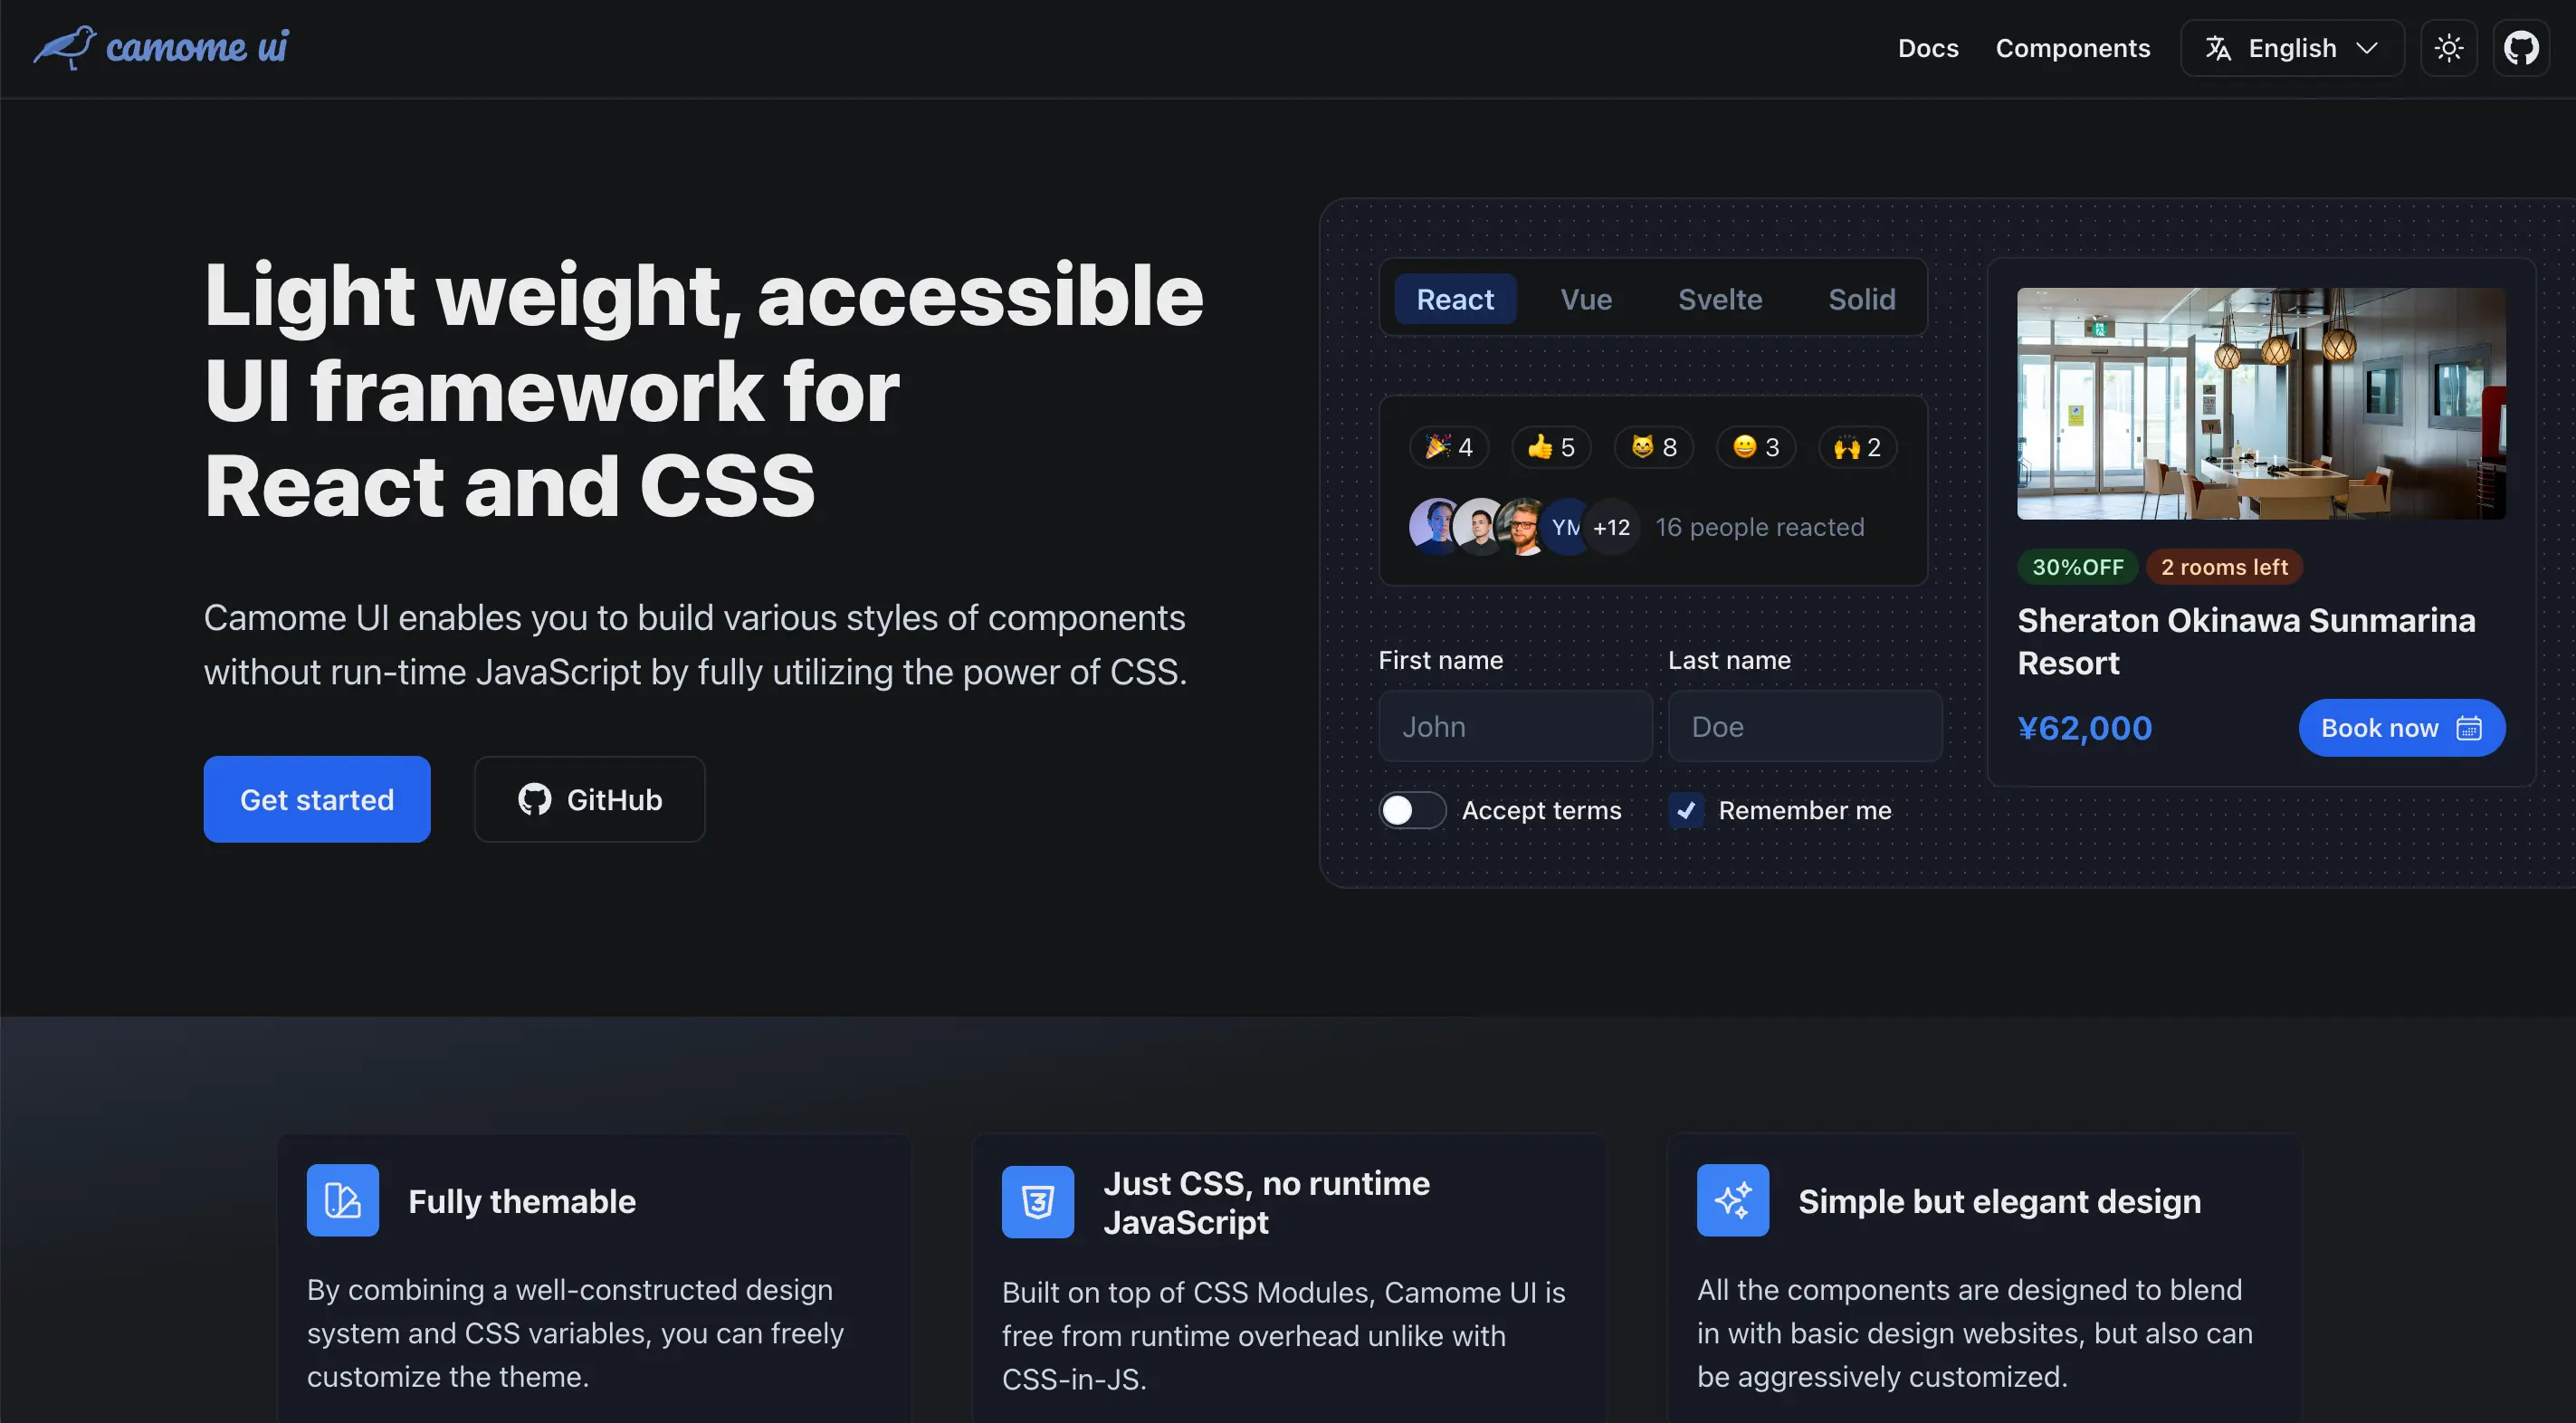 camome ui
Docs
Components
English
Light weight, accessible
UI framework for
React and CSS
Camome UI enables you to build various styles of components
without run-time JavaScript by fully utilizing the power of CSS.
Get started
GitHub
React
Vue
Svelte
Solid
🎉 4
👍 5
😸 8
😀 3
🙌 2
YM
+12
16 people reacted
First name
Last name
John
Doe
Accept terms
Remember me
30%OFF
2 rooms left
Sheraton Okinawa Sunmarina
Resort
¥62,000
Book now
Fully themable
By combining a well-constructed design
system and CSS variables, you can freely
customize the theme.
Just CSS, no runtime
JavaScript
Built on top of CSS Modules, Camome UI is
free from runtime overhead unlike with
CSS-in-JS.
Simple but elegant design
All the components are designed to blend
in with basic design websites, but also can
be aggressively customized.